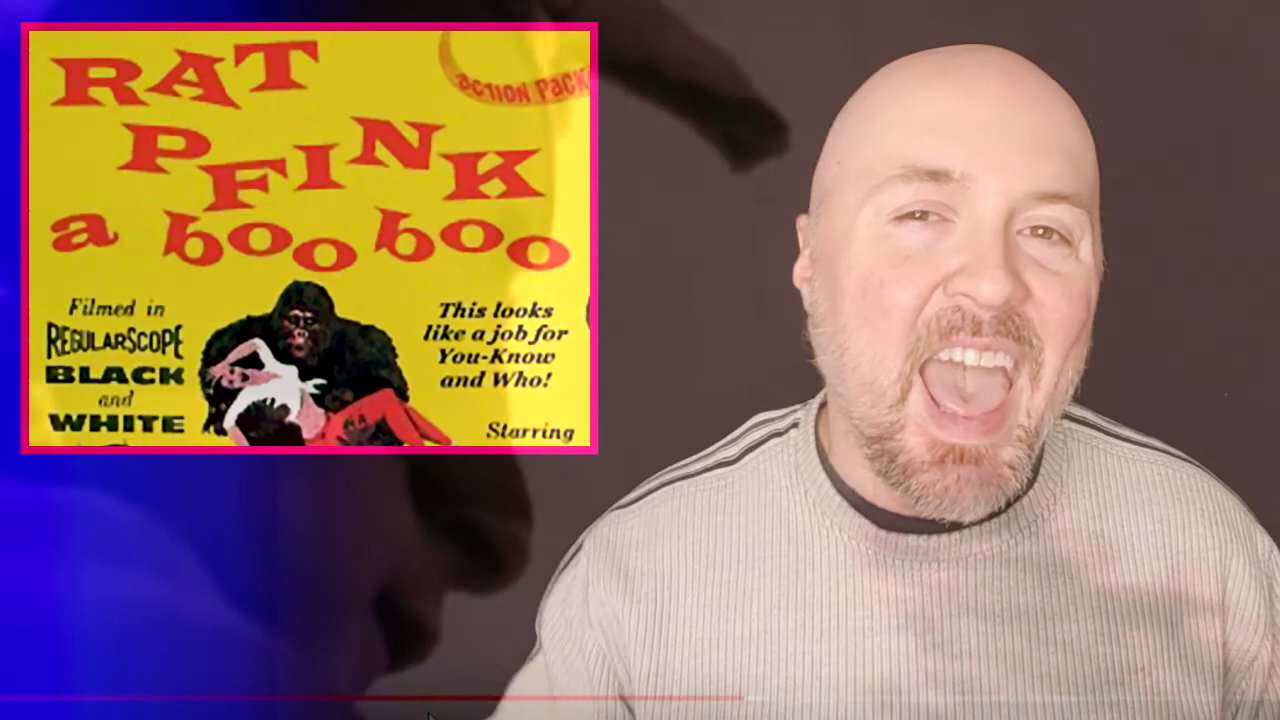 RAT
ACTION PACK
PFINK
a boo boo
Filmed in
REGULARSCOPE
BLACK
and
WHITE
This looks
like a job for
You-Know
and Who!
Starring